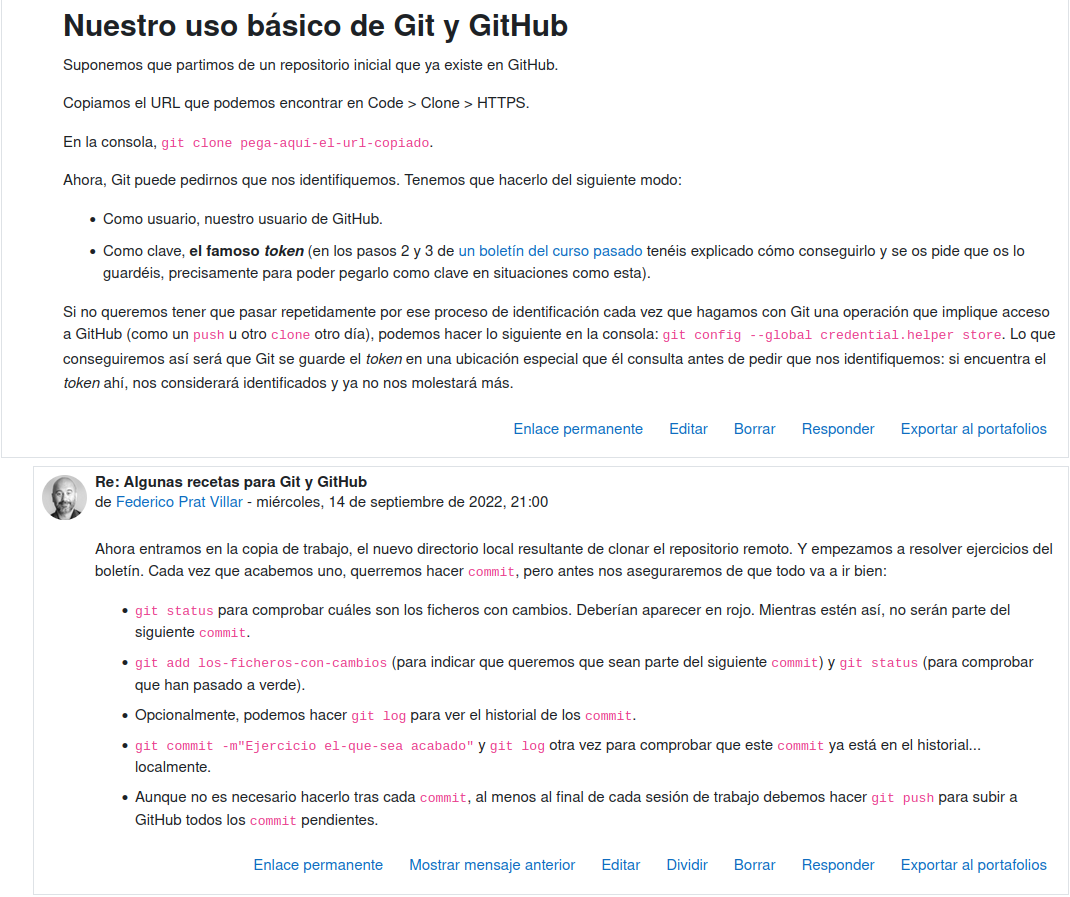 Nuestro uso básico de Git y GitHub
Suponemos que partimos de un repositorio inicial que ya existe en GitHub.
Copiamos el URL que podemos encontrar en Code > Clone > HTTPS.
En la consola, git clone pega-aquí-el-url-copiado.
Ahora, Git puede pedirnos que nos identifiquemos. Tenemos que hacerlo del siguiente modo:
• Como usuario, nuestro usuario de GitHub.
• Como clave, el famoso token (en los pasos 2 y 3 de un boletín del curso pasado tenéis explicado cómo conseguirlo y se os pide que os lo
guardéis, precisamente para poder pegarlo como clave en situaciones como esta).
Si no queremos tener que pasar repetidamente por ese proceso de identificación cada vez que hagamos con Git una operación que implique acceso
a GitHub (como un push u otro clone otro día), podemos hacer lo siguiente en la consola: git config --global credential.helper store. Lo que
conseguiremos así será que Git se guarde el token en una ubicación especial que él consulta antes de pedir que nos identifiquemos: si encuentra el
token ahí, nos considerará identificados y ya no nos molestará más.
Enlace permanente Editar Borrar Responder Exportar al portafolios
Re: Algunas recetas para Git y GitHub
de Federico Prat Villar - miércoles, 14 de septiembre de 2022, 21:00
Ahora entramos en la copia de trabajo, el nuevo directorio local resultante de clonar el repositorio remoto. Y empezamos a resolver ejercicios del
boletín. Cada vez que acabemos uno, querremos hacer commit, pero antes nos aseguraremos de que todo va a ir bien:
• git status para comprobar cuáles son los ficheros con cambios. Deberían aparecer en rojo. Mientras estén así, no serán parte del
siguiente commit.
• git add los-ficheros-con-cambios (para indicar que queremos que sean parte del siguiente commit) y git status (para comprobar
que han pasado a verde).
• Opcionalmente, podemos hacer git log para ver el historial de los commit.
• git commit -m"Ejercicio el-que-sea acabado" y git log otra vez para comprobar que este commit ya está en el historial...
localmente.
• Aunque no es necesario hacerlo tras cada commit, al menos al final de cada sesión de trabajo debemos hacer git push para subir a
GitHub todos los commit pendientes.
Enlace permanente Mostrar mensaje anterior Editar Dividir Borrar Responder Exportar al portafolios